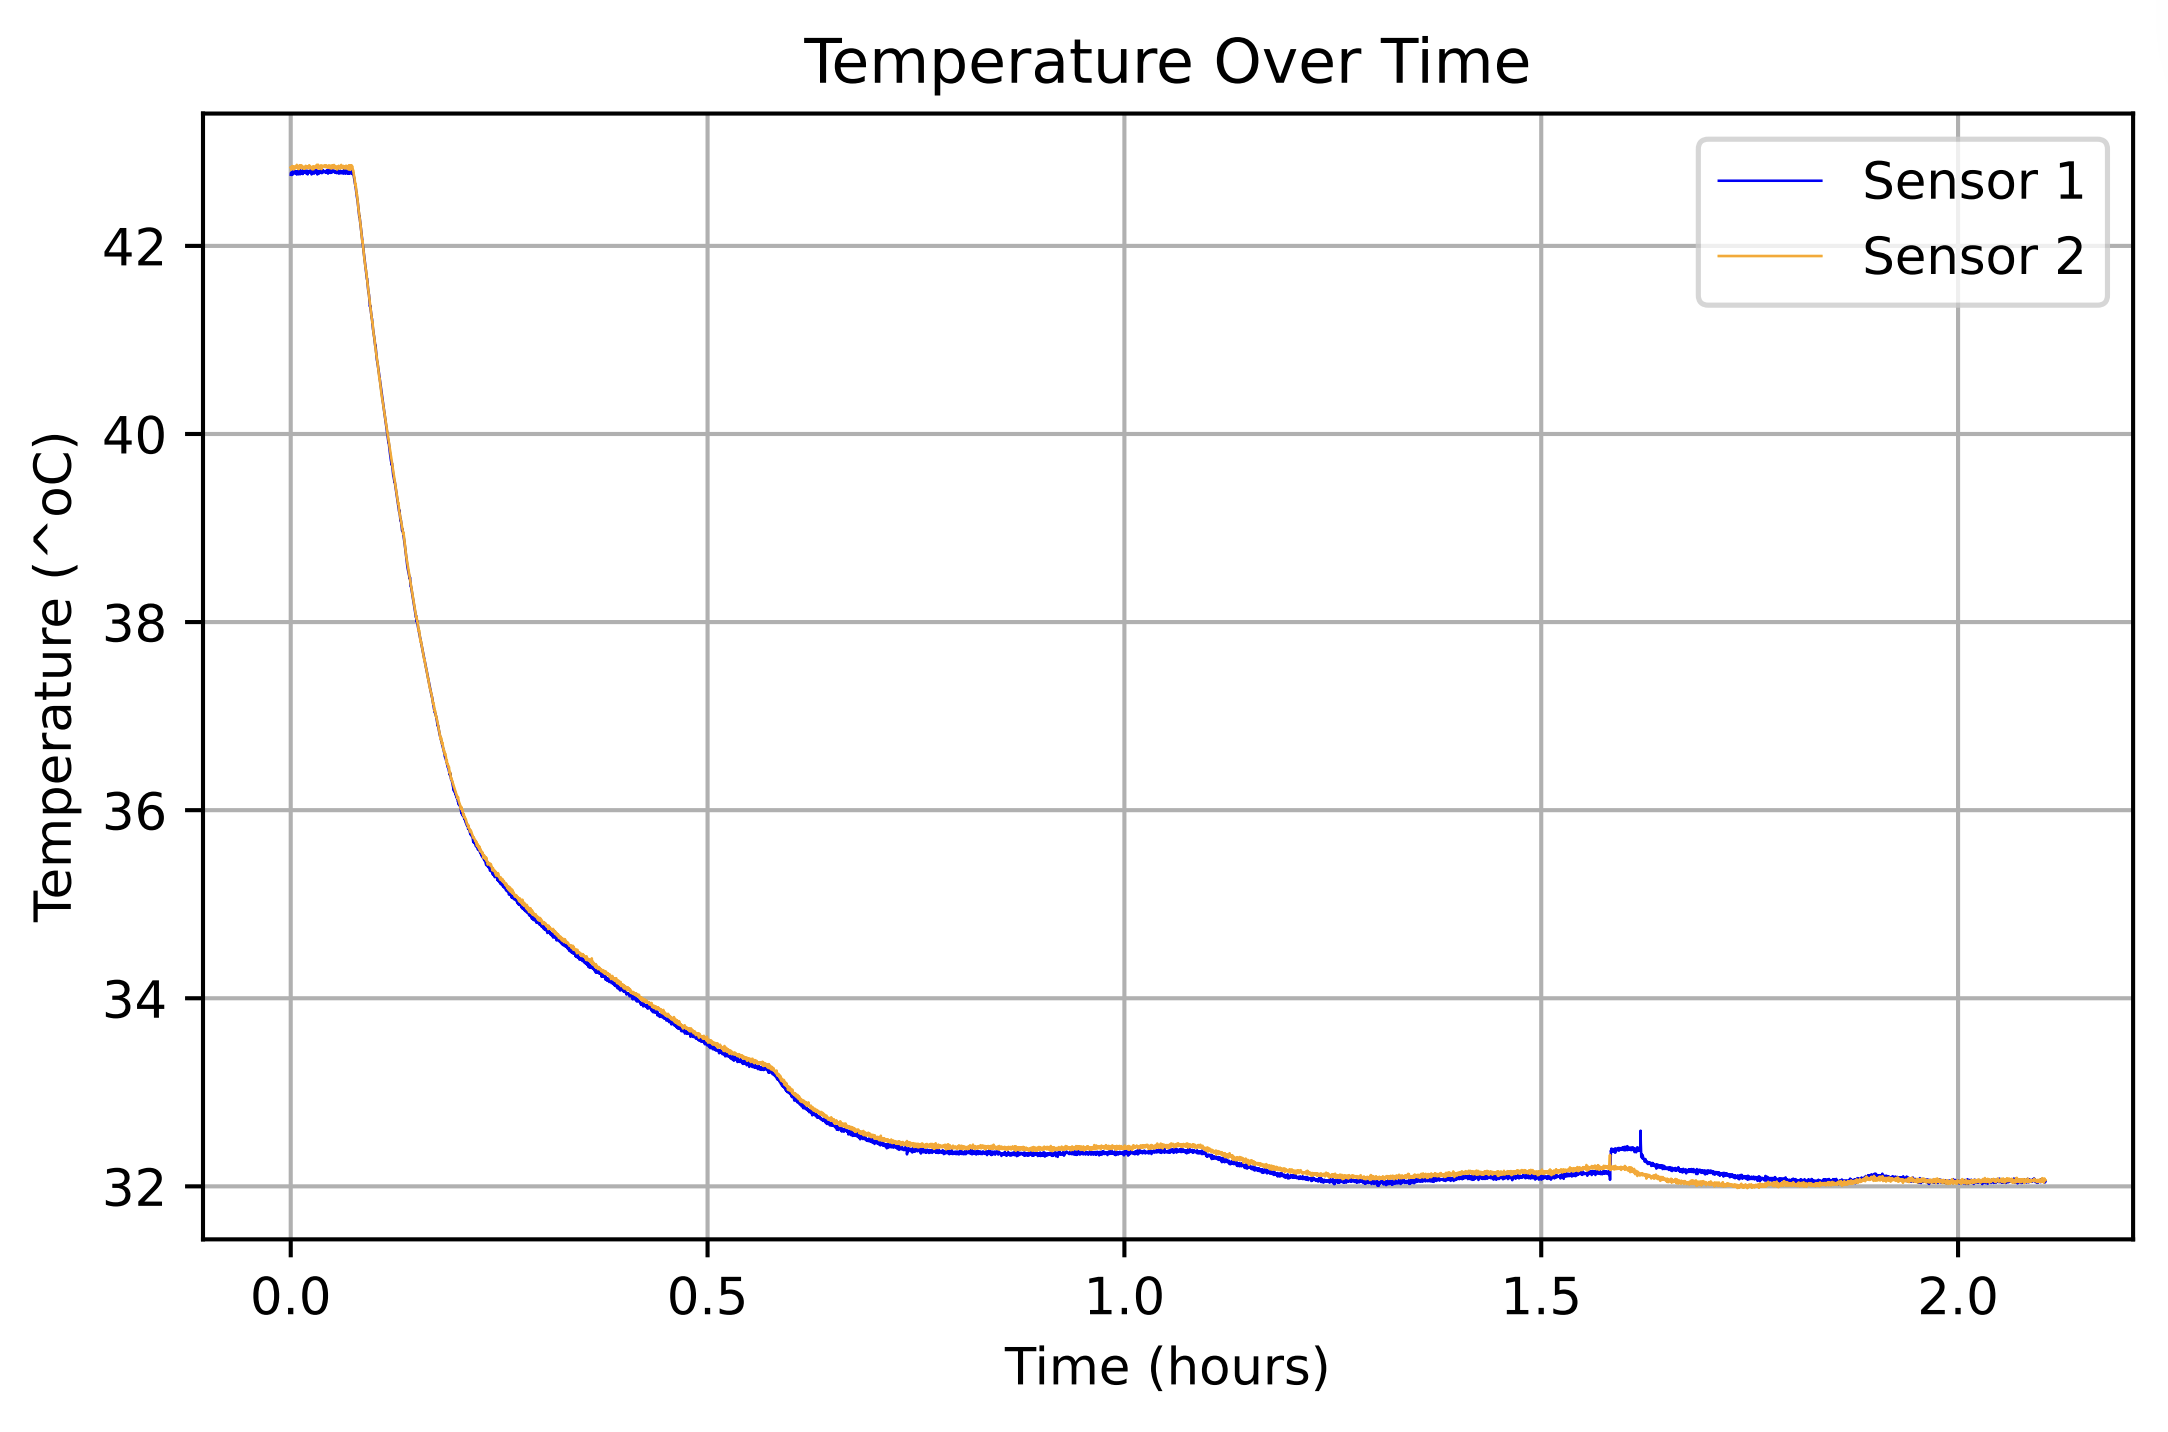 Temperature Over Time
Sensor 1
Sensor 2
Temperature (^oC)
42
40
38
36
34
32
0.0 0.5 1.0 1.5 2.0
Time (hours)